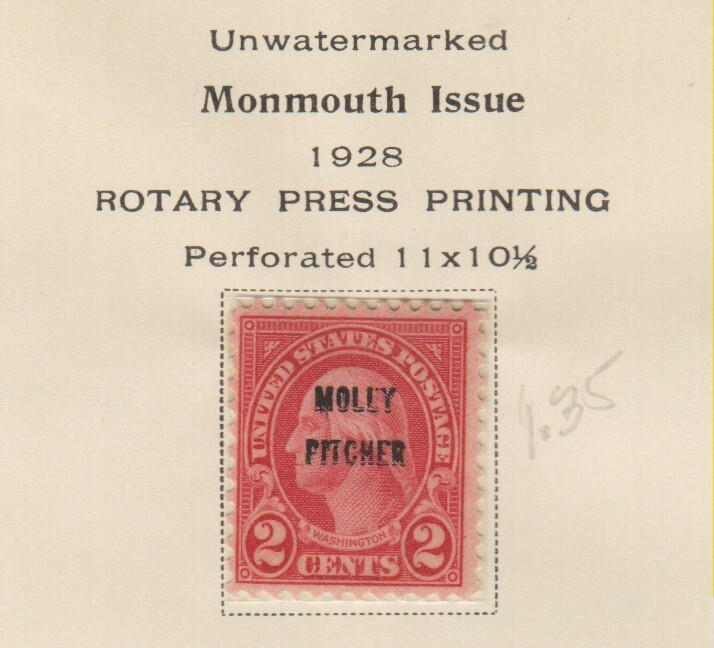 Unwatermarked
Monmouth Issue
1928
ROTARY PRESS PRINTING
Perforated 11x10½
UNITED STATES POSTAGE
MOLLY
PITCHER
1.35
WASHINGTON
2 CENTS 2